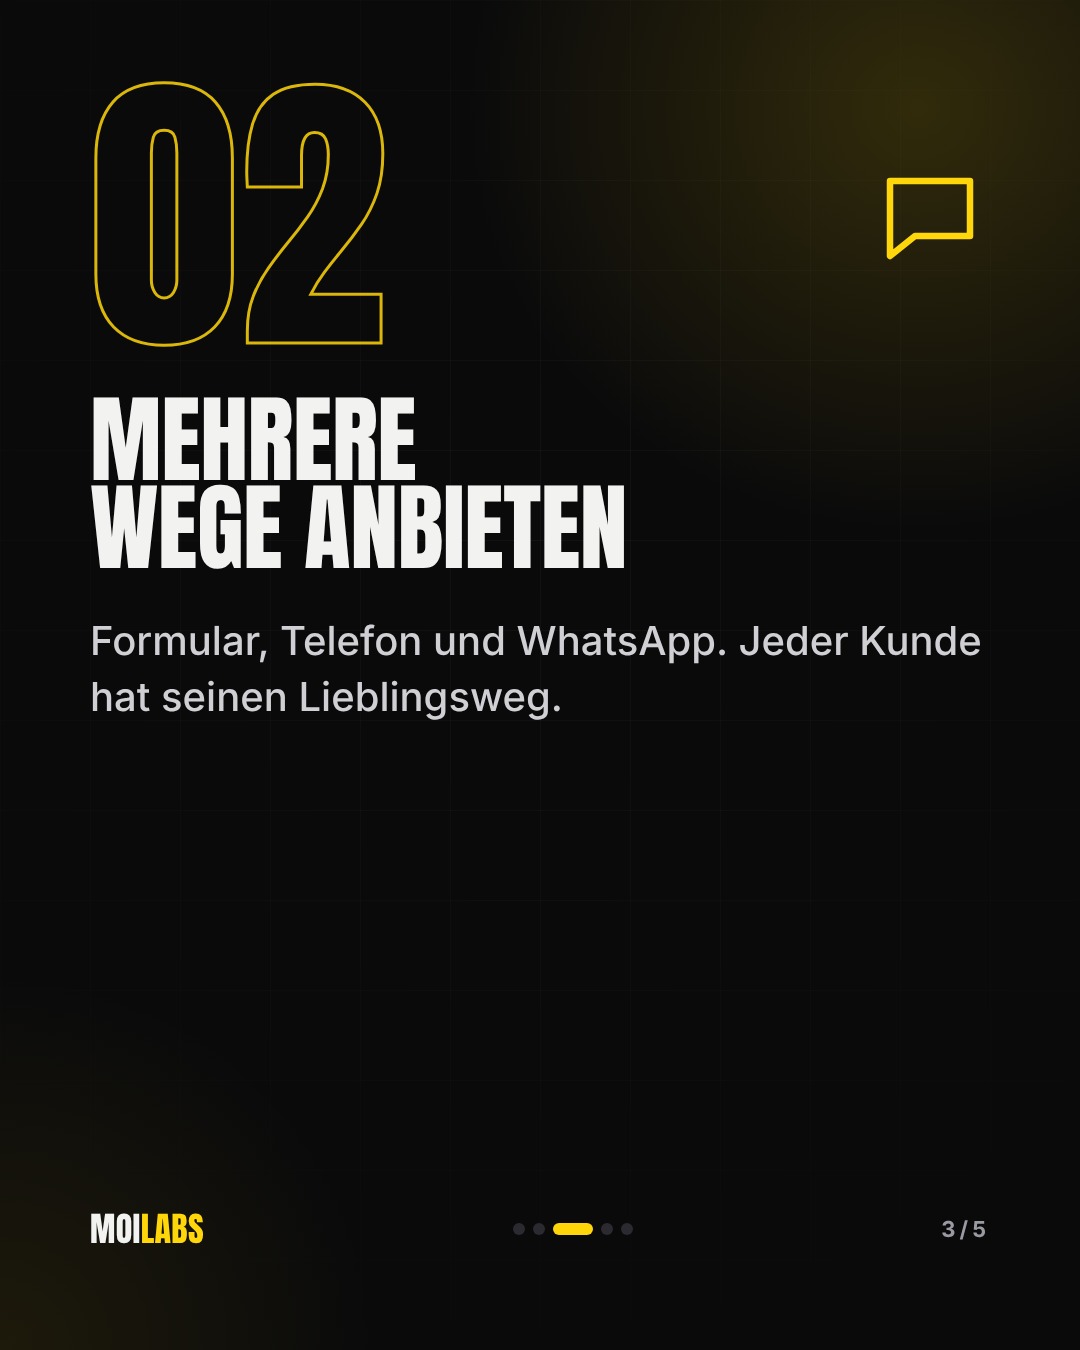 02
MEHRERE
WEGE ANBIETEN
Formular, Telefon und WhatsApp. Jeder Kunde
hat seinen Lieblingsweg.
MOILABS
3 / 5